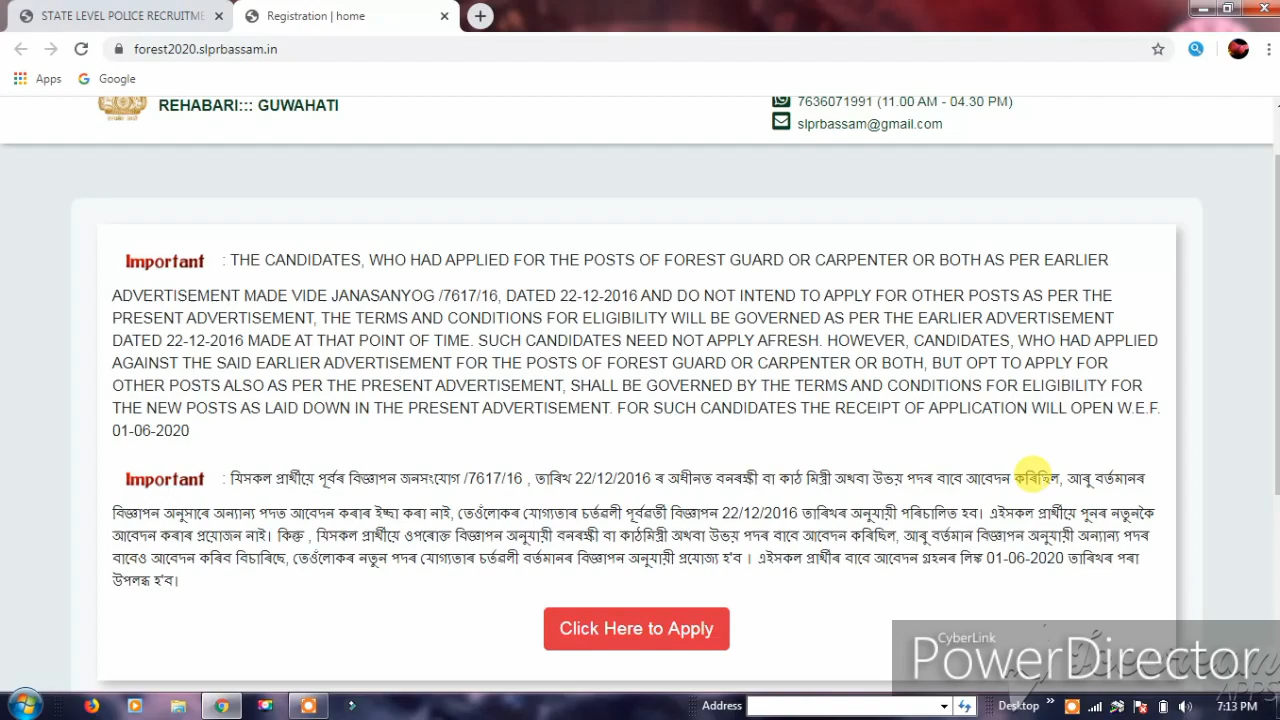 STATE LEVEL POLICE RECRUITME
Registration | home
forest2020.slprbassam.in
Apps
Google
REHABARI::: GUWAHATI
7636071991 (11.00 AM - 04.30 PM)
slprbassam@gmail.com
Important : THE CANDIDATES, WHO HAD APPLIED FOR THE POSTS OF FOREST GUARD OR CARPENTER OR BOTH AS PER EARLIER
ADVERTISEMENT MADE VIDE JANASANYOG /7617/16, DATED 22-12-2016 AND DO NOT INTEND TO APPLY FOR OTHER POSTS AS PER THE
PRESENT ADVERTISEMENT, THE TERMS AND CONDITIONS FOR ELIGIBILITY WILL BE GOVERNED AS PER THE EARLIER ADVERTISEMENT
DATED 22-12-2016 MADE AT THAT POINT OF TIME. SUCH CANDIDATES NEED NOT APPLY AFRESH. HOWEVER, CANDIDATES, WHO HAD APPLIED
AGAINST THE SAID EARLIER ADVERTISEMENT FOR THE POSTS OF FOREST GUARD OR CARPENTER OR BOTH, BUT OPT TO APPLY FOR
OTHER POSTS ALSO AS PER THE PRESENT ADVERTISEMENT, SHALL BE GOVERNED BY THE TERMS AND CONDITIONS FOR ELIGIBILITY FOR
THE NEW POSTS AS LAID DOWN IN THE PRESENT ADVERTISEMENT. FOR SUCH CANDIDATES THE RECEIPT OF APPLICATION WILL OPEN W.E.F.
01-06-2020
Important : যিসকল প্ৰাৰ্থীয়ে পূৰ্বৰ বিজ্ঞাপন জনসংযোগ /7617/16 , তাৰিখ 22/12/2016 ৰ অধীনত বনৰক্ষী বা কাঠ মিস্ত্ৰী অথবা উভয় পদৰ বাবে আবেদন কৰিছিল, আৰু বৰ্তমানৰ
বিজ্ঞাপন অনুসাৰে অন্যান্য পদত আবেদন কৰাৰ ইচ্ছা কৰা নাই, তেওঁলোকৰ যোগ্যতাৰ চৰ্তৱলী পূৰ্বৱৰ্তী বিজ্ঞাপন 22/12/2016 তাৰিখৰ অনুযায়ী পৰিচালিত হব। এইসকল প্ৰাৰ্থীয়ে পুনৰ নতুনকৈ
আবেদন কৰাৰ প্ৰয়োজন নাই। কিন্তু , যিসকল প্ৰাৰ্থীয়ে ওপৰোক্ত বিজ্ঞাপন অনুযায়ী বনৰক্ষী বা কাঠমিস্ত্ৰী অথবা উভয় পদৰ বাবে আবেদন কৰিছিল, আৰু বৰ্তমান বিজ্ঞাপন অনুযায়ী অন্যান্য পদৰ
বাবেও আবেদন কৰিব বিচাৰিছে, তেওঁলোকৰ নতুন পদৰ যোগ্যতাৰ চৰ্তৱলী বৰ্তমানৰ বিজ্ঞাপন অনুযায়ী প্ৰযোজ্য হ'ব । এইসকল প্ৰাৰ্থীৰ বাবে আবেদন গ্ৰহনৰ লিঙ্ক 01-06-2020 তাৰিখৰ পৰা
উপলব্ধ হ'ব।
Click Here to Apply
CyberLink
PowerDirector
APPS
Address
Desktop
7:13 PM